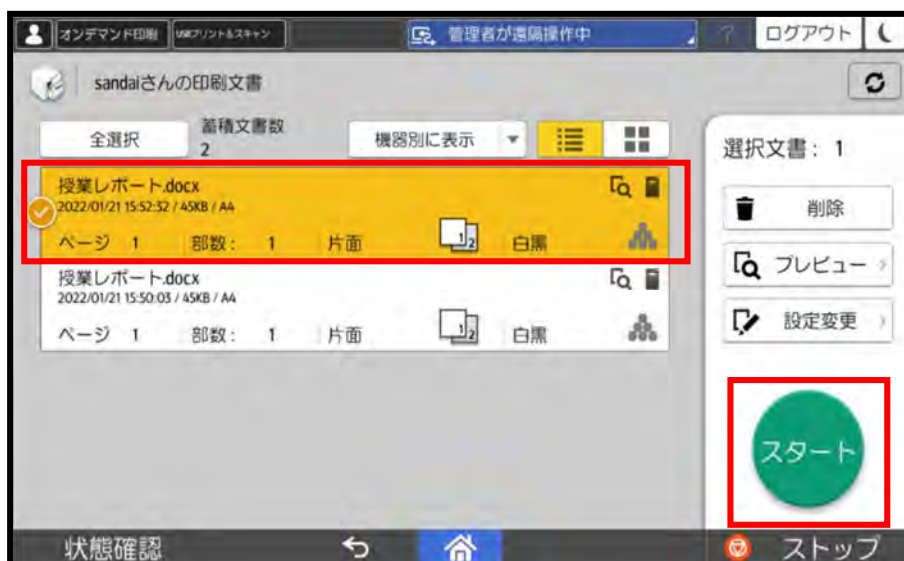 オンデマンド印刷 USBプリント&スキャン 管理者が遠隔操作中 ? ログアウト
sandaiさんの印刷文書
全選択 蓄積文書数 機器別に表示
2
選択文書: 1
授業レポート.docx
2022/01/21 15:52:32 / 45KB / A4
ページ 1 部数: 1 片面 1 2 白黒
削除
プレビュー
授業レポート.docx
2022/01/21 15:50:03 / 45KB / A4
ページ 1 部数: 1 片面 1 2 白黒
設定変更
スタート
状態確認 ストップ